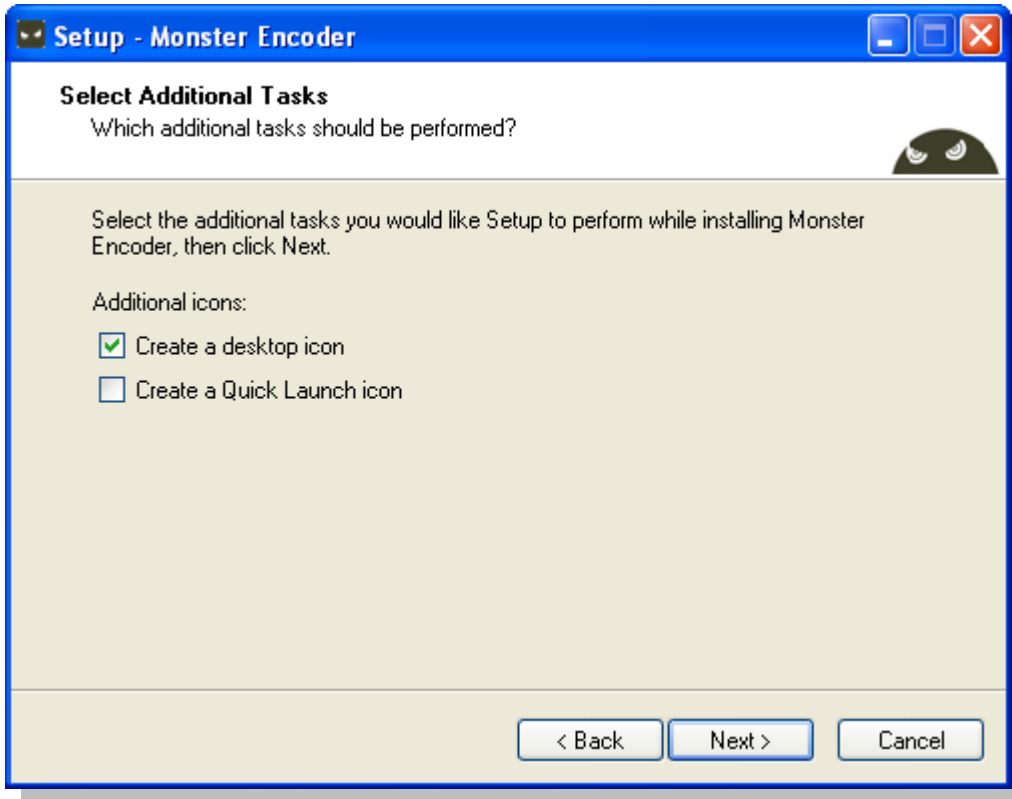 Setup - Monster Encoder
Select Additional Tasks
Which additional tasks should be performed?
Select the additional tasks you would like Setup to perform while installing Monster
Encoder, then click Next.
Additional icons:
Create a desktop icon
Create a Quick Launch icon
< Back
Next >
Cancel